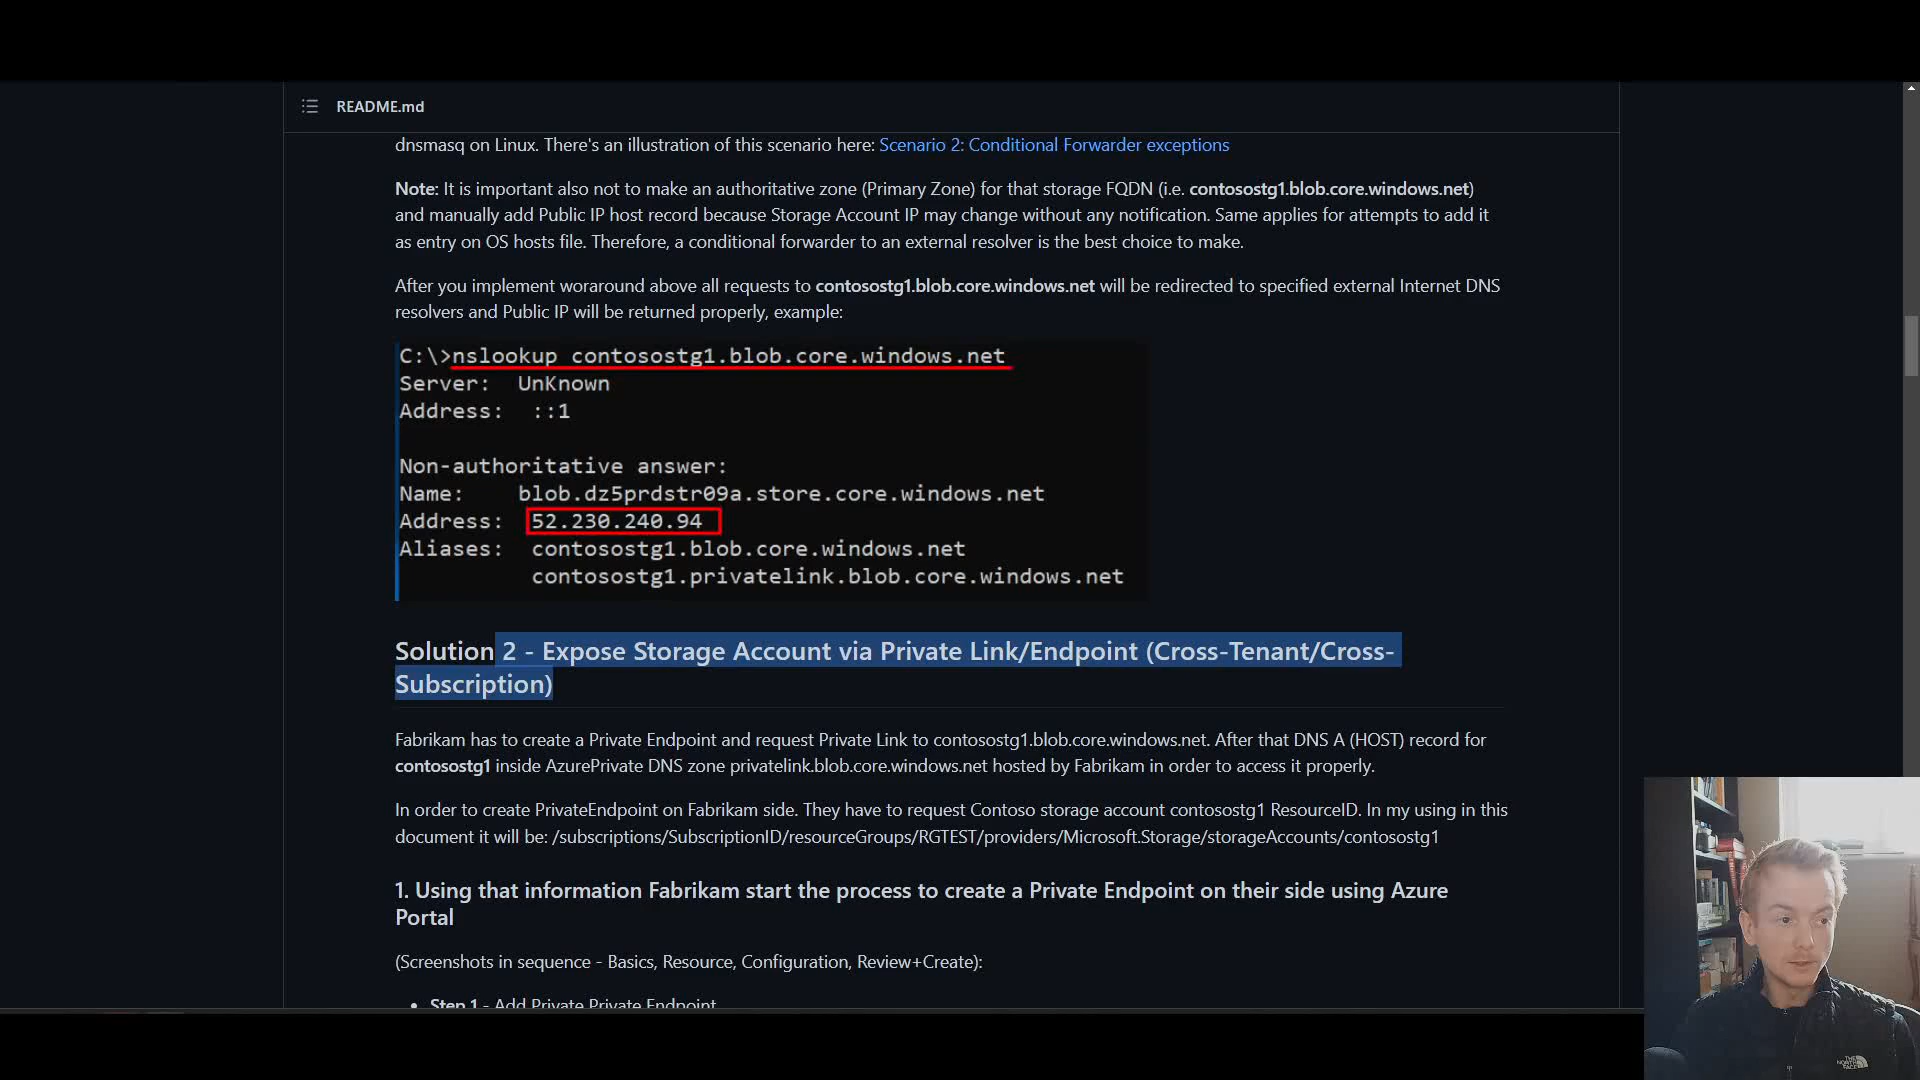 README.md
dnsmasq on Linux. There's an illustration of this scenario here: Scenario 2: Conditional Forwarder exceptions
Note: It is important also not to make an authoritative zone (Primary Zone) for that storage FQDN (i.e. contosostg1.blob.core.windows.net)
and manually add Public IP host record because Storage Account IP may change without any notification. Same applies for attempts to add it
as entry on OS hosts file. Therefore, a conditional forwarder to an external resolver is the best choice to make.
After you implement woraround above all requests to contosostg1.blob.core.windows.net will be redirected to specified external Internet DNS
resolvers and Public IP will be returned properly, example:
C:\>nslookup contosostg1.blob.core.windows.net
Server: UnKnown
Address: ::1
Non-authoritative answer:
Name: blob.dz5prdstr09a.store.core.windows.net
Address: 52.230.240.94
Aliases: contosostg1.blob.core.windows.net
contosostg1.privatelink.blob.core.windows.net
Solution 2 - Expose Storage Account via Private Link/Endpoint (Cross-Tenant/Cross-
Subscription)
Fabrikam has to create a Private Endpoint and request Private Link to contosostg1.blob.core.windows.net. After that DNS A (HOST) record for
contosostg1 inside AzurePrivate DNS zone privatelink.blob.core.windows.net hosted by Fabrikam in order to access it properly.
In order to create PrivateEndpoint on Fabrikam side. They have to request Contoso storage account contosostg1 ResourceID. In my using in this
document it will be: /subscriptions/SubscriptionID/resourceGroups/RGTEST/providers/Microsoft.Storage/storageAccounts/contosostg1
1. Using that information Fabrikam start the process to create a Private Endpoint on their side using Azure
Portal
(Screenshots in sequence - Basics, Resource, Configuration, Review+Create):
• Step 1 - Add Private Private Endpoint
THE NORTH FACE